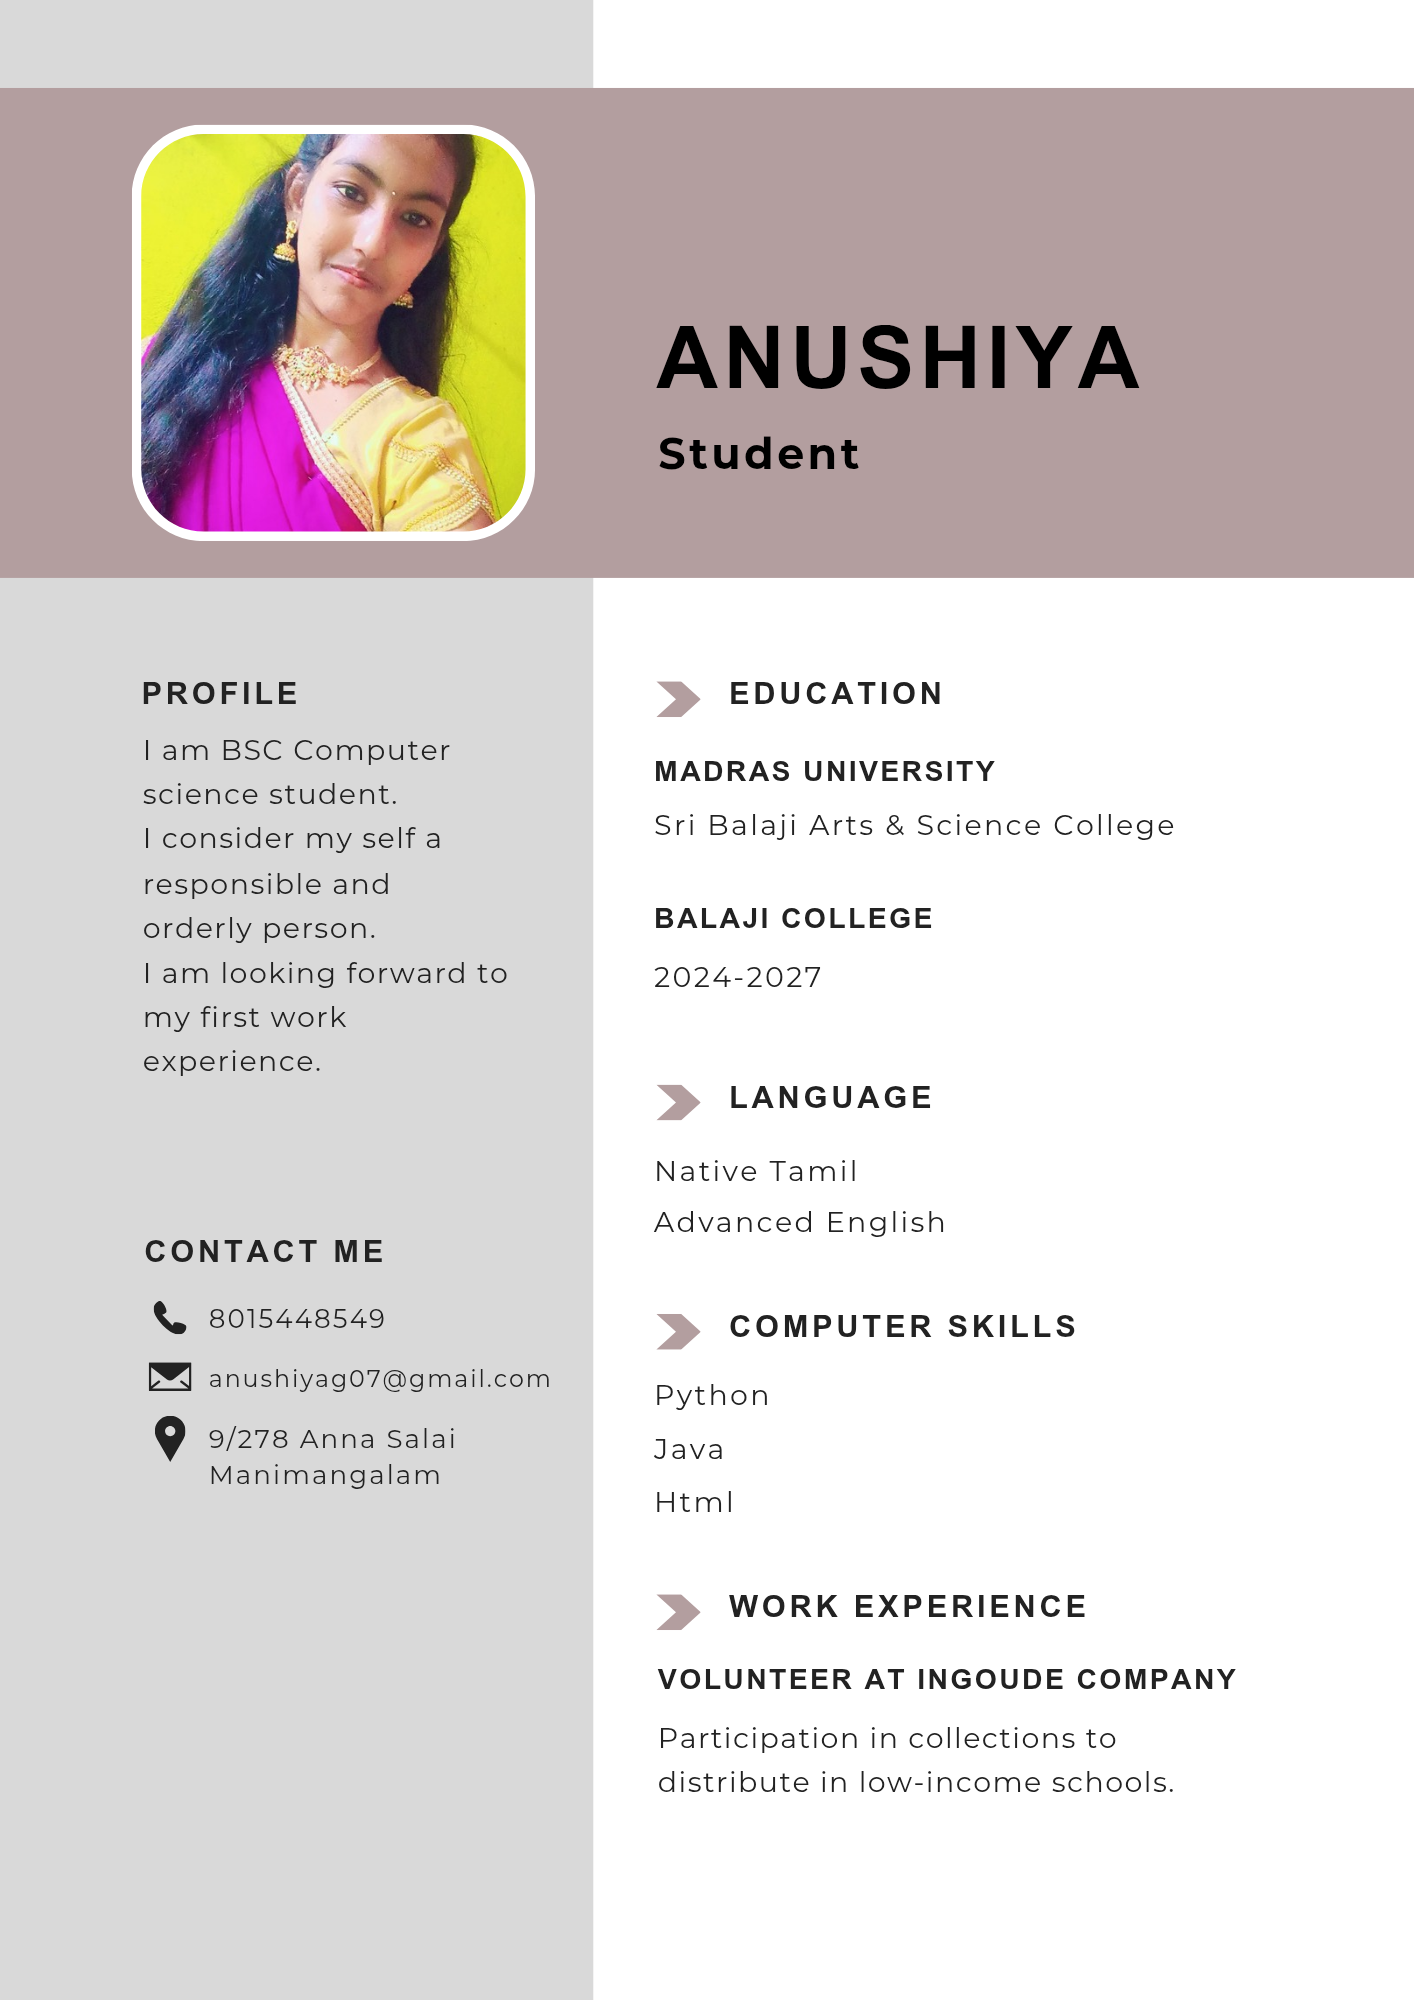 ANUSHIYA
Student
PROFILE
I am BSC Computer
science student.
I consider my self a
responsible and
orderly person.
I am looking forward to
my first work
experience.
CONTACT ME
8015448549
anushiyag07@gmail.com
9/278 Anna Salai
Manimangalam
EDUCATION
MADRAS UNIVERSITY
Sri Balaji Arts & Science College
BALAJI COLLEGE
2024-2027
LANGUAGE
Native Tamil
Advanced English
COMPUTER SKILLS
Python
Java
Html
WORK EXPERIENCE
VOLUNTEER AT INGOUDE COMPANY
Participation in collections to
distribute in low-income schools.